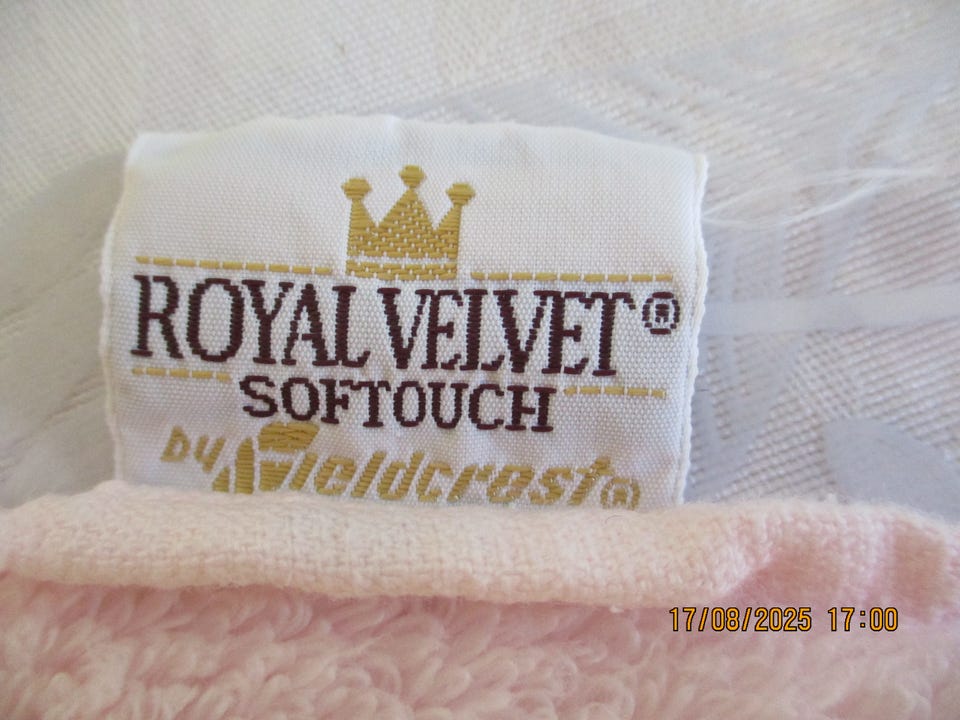 ROYAL VELVET®
SOFTOUCH
by Fieldcrest®
17/08/2025 17:00